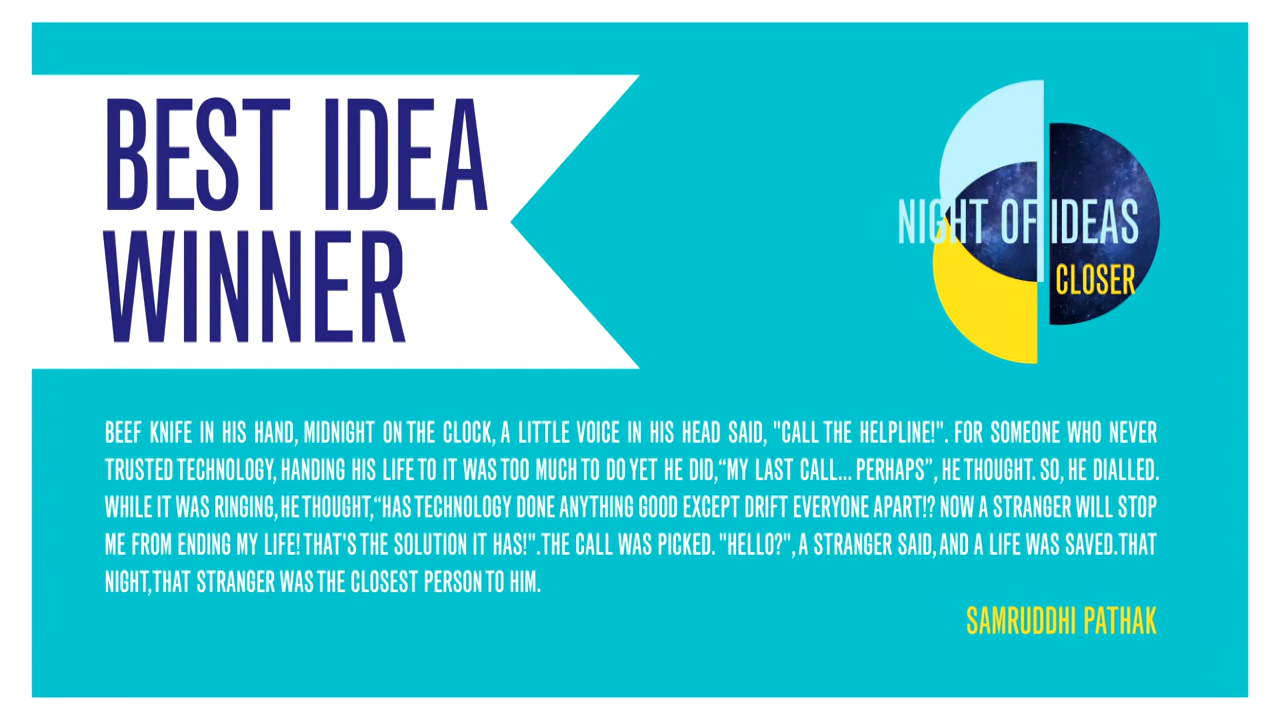 BEST IDEA
WINNER
NIGHT OF IDEAS
CLOSER
BEEF KNIFE IN HIS HAND, MIDNIGHT ON THE CLOCK, A LITTLE VOICE IN HIS HEAD SAID, "CALL THE HELPLINE!". FOR SOMEONE WHO NEVER
TRUSTED TECHNOLOGY, HANDING HIS LIFE TO IT WAS TOO MUCH TO DO YET HE DID,“MY LAST CALL... PERHAPS”, HE THOUGHT. SO, HE DIALLED.
WHILE IT WAS RINGING, HE THOUGHT,“HAS TECHNOLOGY DONE ANYTHING GOOD EXCEPT DRIFT EVERYONE APART!? NOW A STRANGER WILL STOP
ME FROM ENDING MY LIFE! THAT'S THE SOLUTION IT HAS!”.THE CALL WAS PICKED. "HELLO?", A STRANGER SAID, AND A LIFE WAS SAVED.THAT
NIGHT,THAT STRANGER WAS THE CLOSEST PERSON TO HIM.
SAMRUDDHI PATHAK